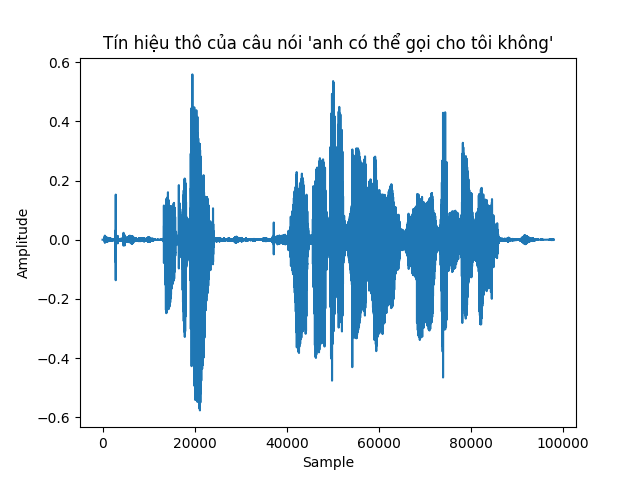 Tín hiệu thô của câu nói 'anh có thể gọi cho tôi không'
0.6
0.4
0.2
0.0
−0.2
−0.4
−0.6
Amplitude
0 20000 40000 60000 80000 100000
Sample